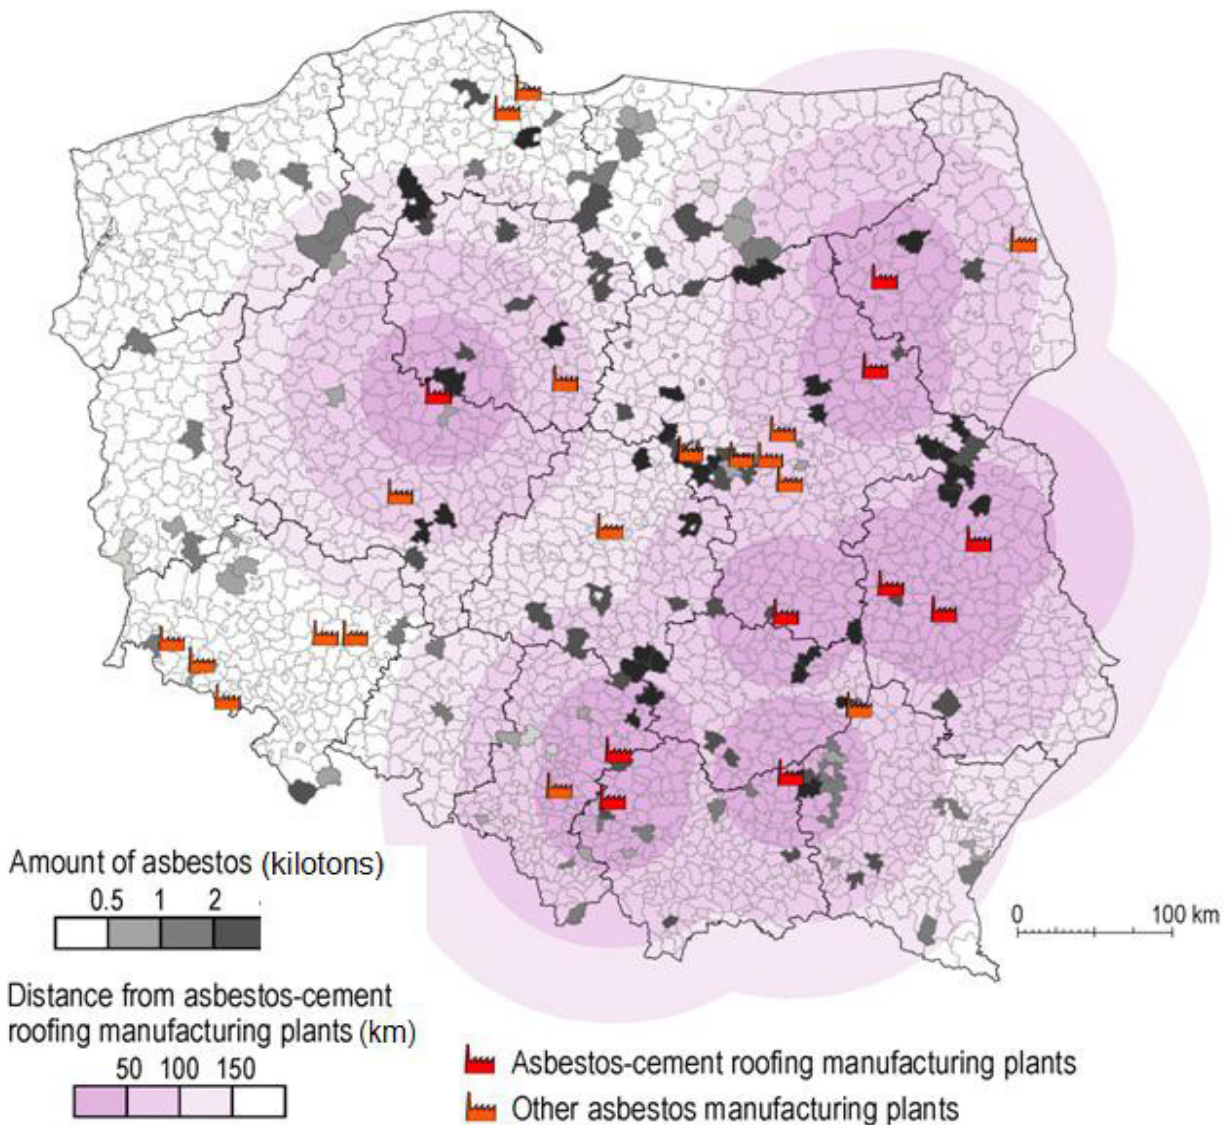 Amount of asbestos (kilotons)
0.5 1 2
0 100 km
Distance from asbestos-cement
roofing manufacturing plants (km)
50 100 150
Asbestos-cement roofing manufacturing plants
Other asbestos manufacturing plants